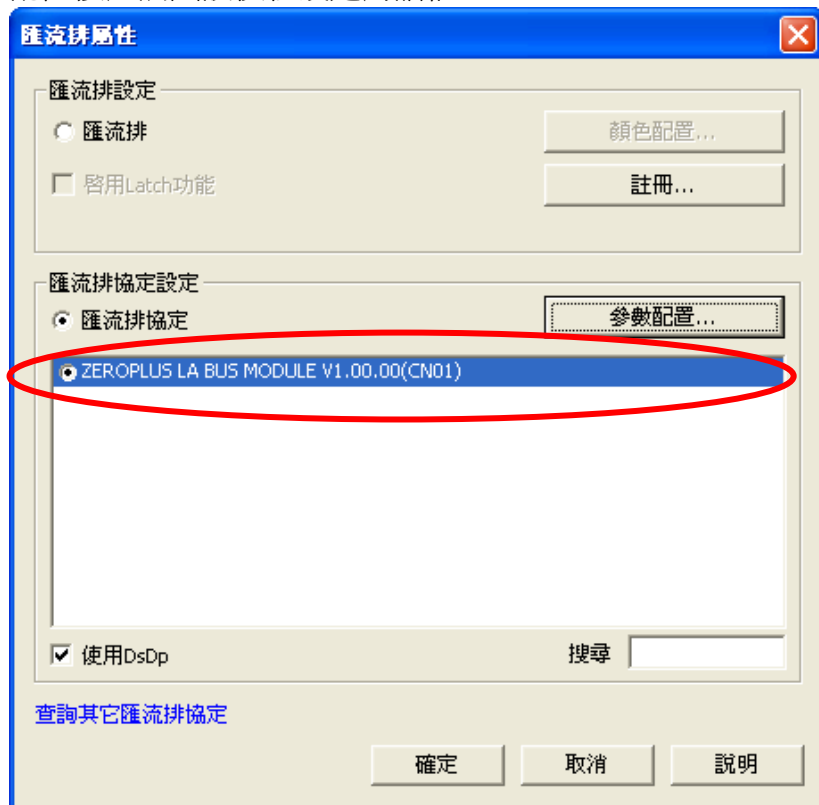 匯流排屬性
匯流排設定
匯流排
顏色配置...
啓用Latch功能
註冊...
匯流排協定設定
匯流排協定
參數配置...
ZEROPLUS LA BUS MODULE V1.00.00(CN01)
使用DsDp
搜尋
查詢其它匯流排協定
確定
取消
説明